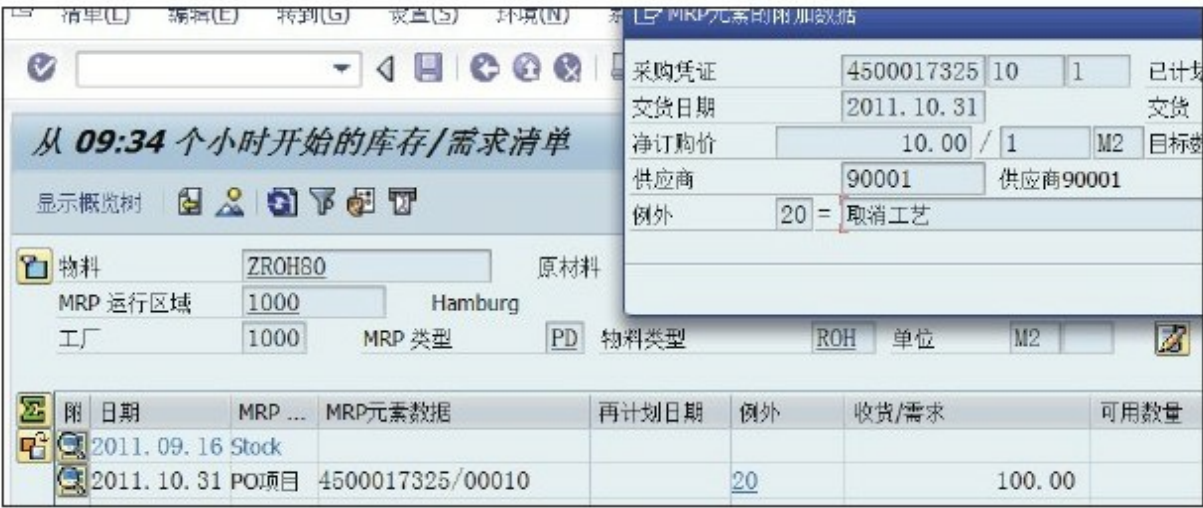 清单(L) 编辑(E) 转到(G) 设置(S) 环境(N)
MRP元素的附加数据
采购凭证 4500017325 10 1 已计划
交货日期 2011.10.31 交货
净订购价 10.00 / 1 M2 目标数
供应商 90001 供应商90001
例外 20 = 取消工艺
从 09:34 个小时开始的库存/需求清单
显示概览树
物料 ZROH80 原材料
MRP 运行区域 1000 Hamburg
工厂 1000 MRP 类型 PD 物料类型 ROH 单位 M2
附 日期 MRP ... MRP元素数据 再计划日期 例外 收货/需求 可用数量
2011.09.16 Stock
2011.10.31 PO项目 4500017325/00010 20 100.00